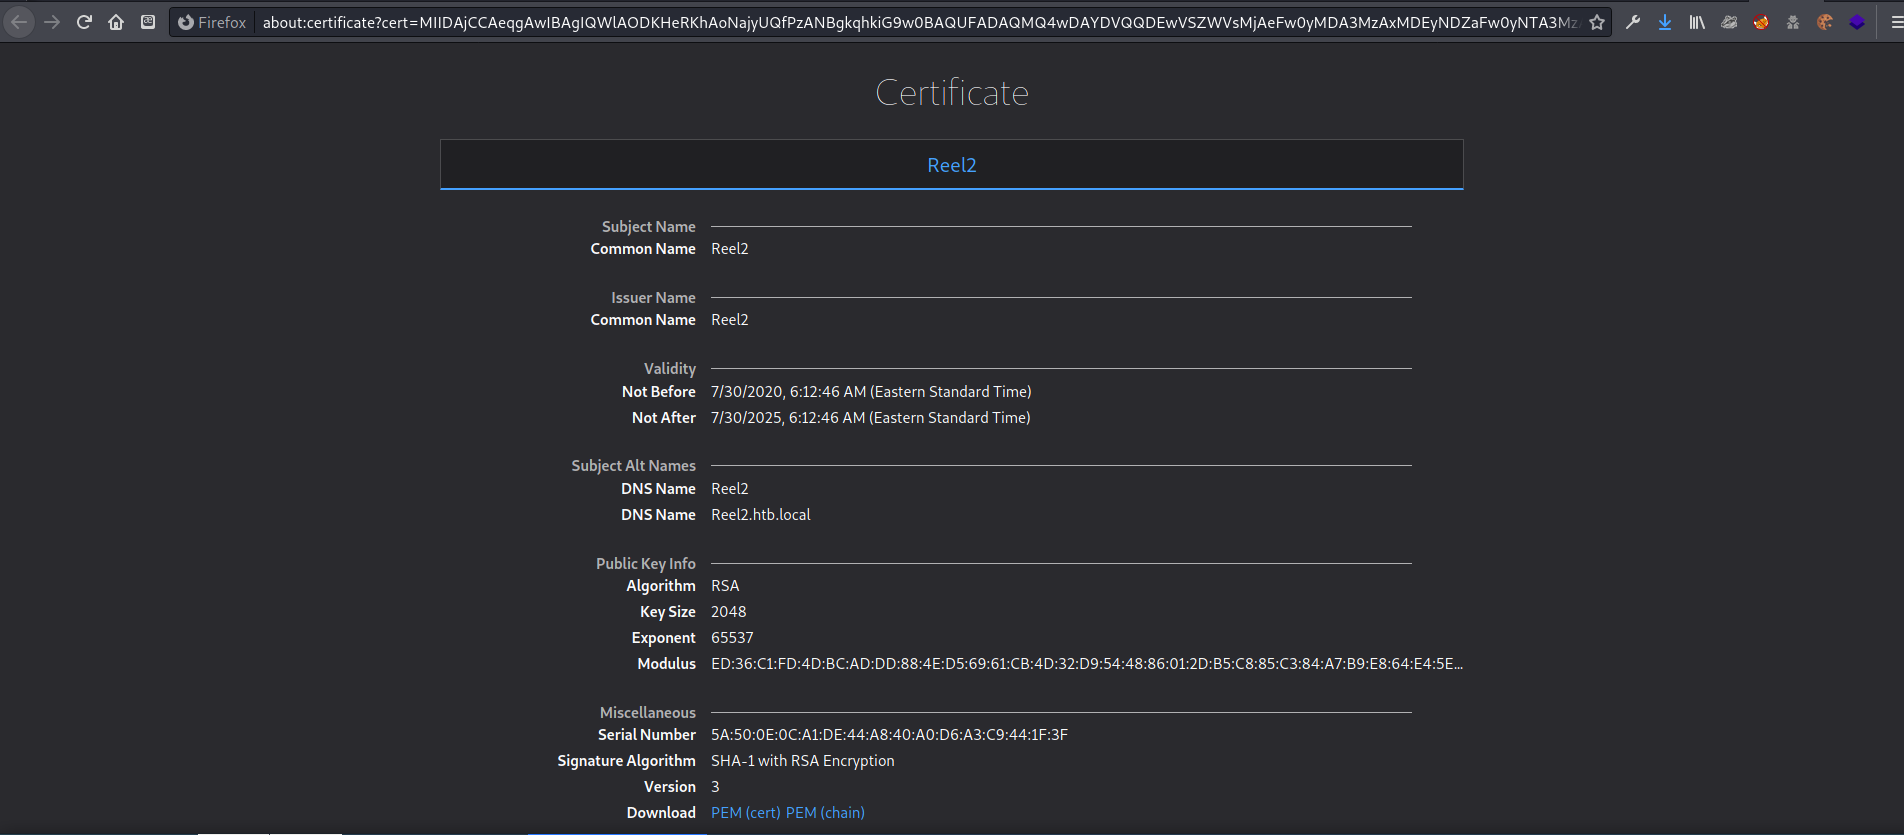 Firefox about:certificate?cert=MIIDAjCCAeqgAwIBAgIQWlAODKHeRKhAoNajyUQfPzANBgkqhkiG9w0BAQUFADAQMQ4wDAYDVQQDEwVSZWVsMjAeFw0yMDA3MzAxMDEyNDZaFw0yNTA3Mz
Certificate
Reel2
Subject Name
Common Name Reel2
Issuer Name
Common Name Reel2
Validity
Not Before 7/30/2020, 6:12:46 AM (Eastern Standard Time)
Not After 7/30/2025, 6:12:46 AM (Eastern Standard Time)
Subject Alt Names
DNS Name Reel2
DNS Name Reel2.htb.local
Public Key Info
Algorithm RSA
Key Size 2048
Exponent 65537
Modulus ED:36:C1:FD:4D:BC:AD:DD:88:4E:D5:69:61:CB:4D:32:D9:54:48:86:01:2D:B5:C8:85:C3:84:A7:B9:E8:64:E4:5E...
Miscellaneous
Serial Number 5A:50:0E:0C:A1:DE:44:A8:40:A0:D6:A3:C9:44:1F:3F
Signature Algorithm SHA-1 with RSA Encryption
Version 3
Download PEM (cert) PEM (chain)